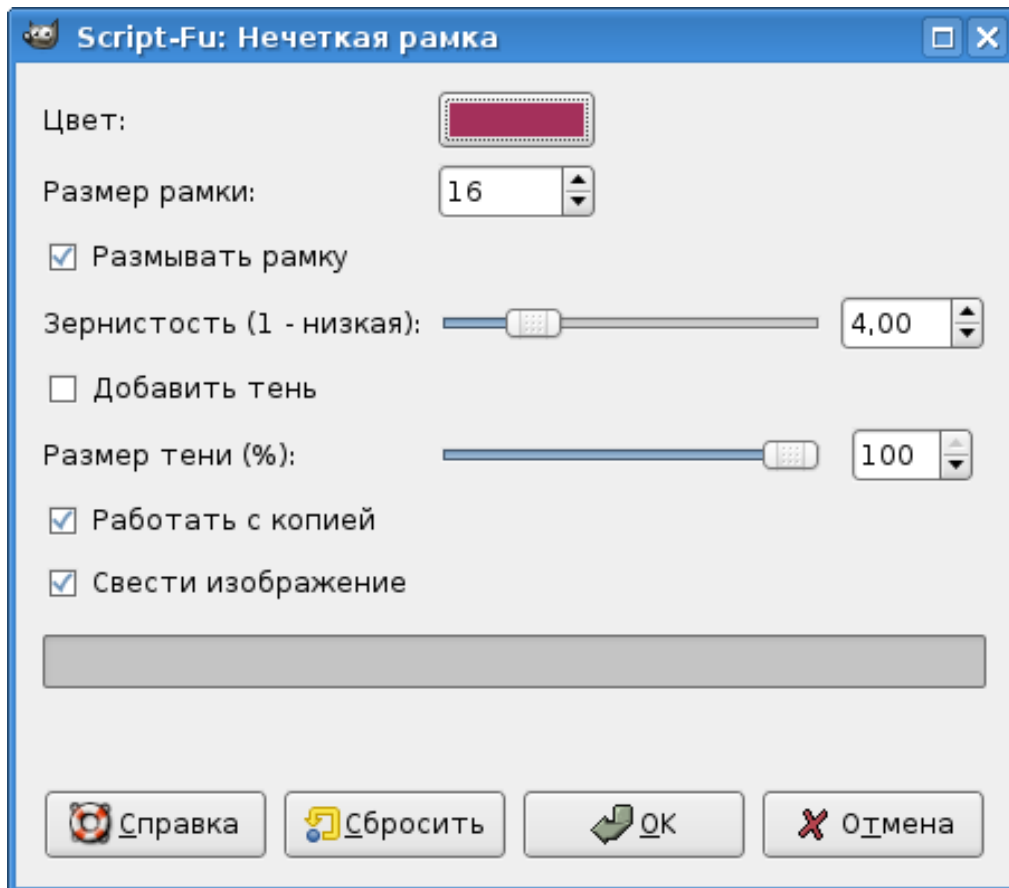 Script-Fu: Нечеткая рамка
Цвет:
Размер рамки: 16
Размывать рамку
Зернистость (1 - низкая): 4,00
Добавить тень
Размер тени (%): 100
Работать с копией
Свести изображение
Справка Сбросить OK Отмена